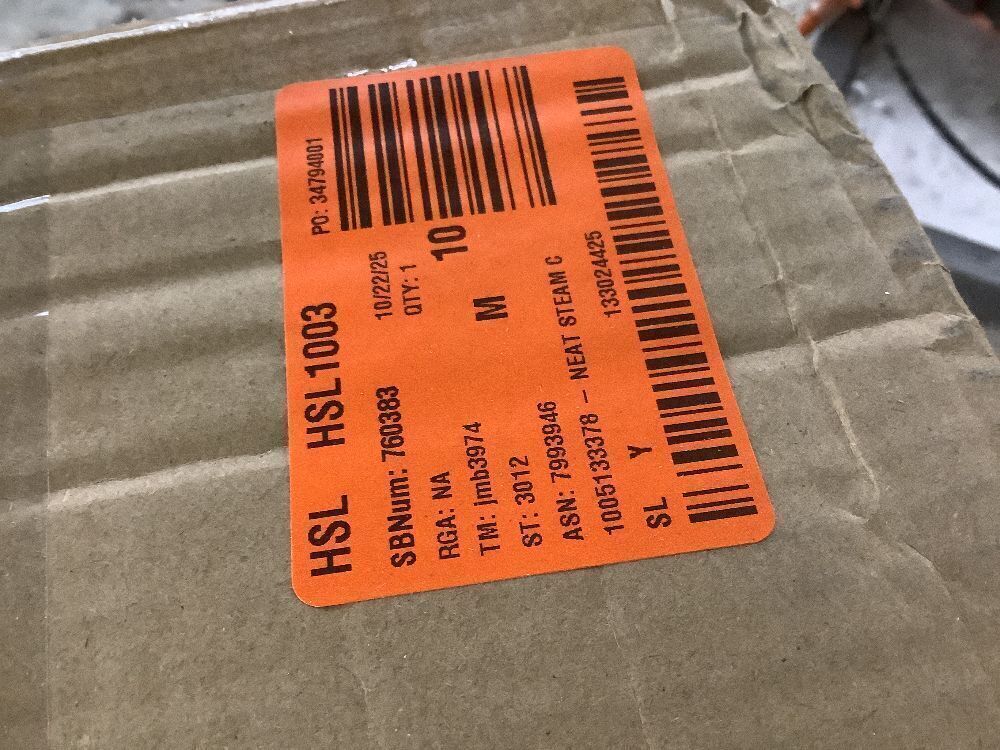 HSL HSL1003 PO: 34794001
SBNum: 760383 10/22/25
QTY: 1
RGA: NA 10
TM: jmb3974 M
ST: 3012
ASN: 7993946
1005133378 - NEAT STEAM C
SL Y 133024425